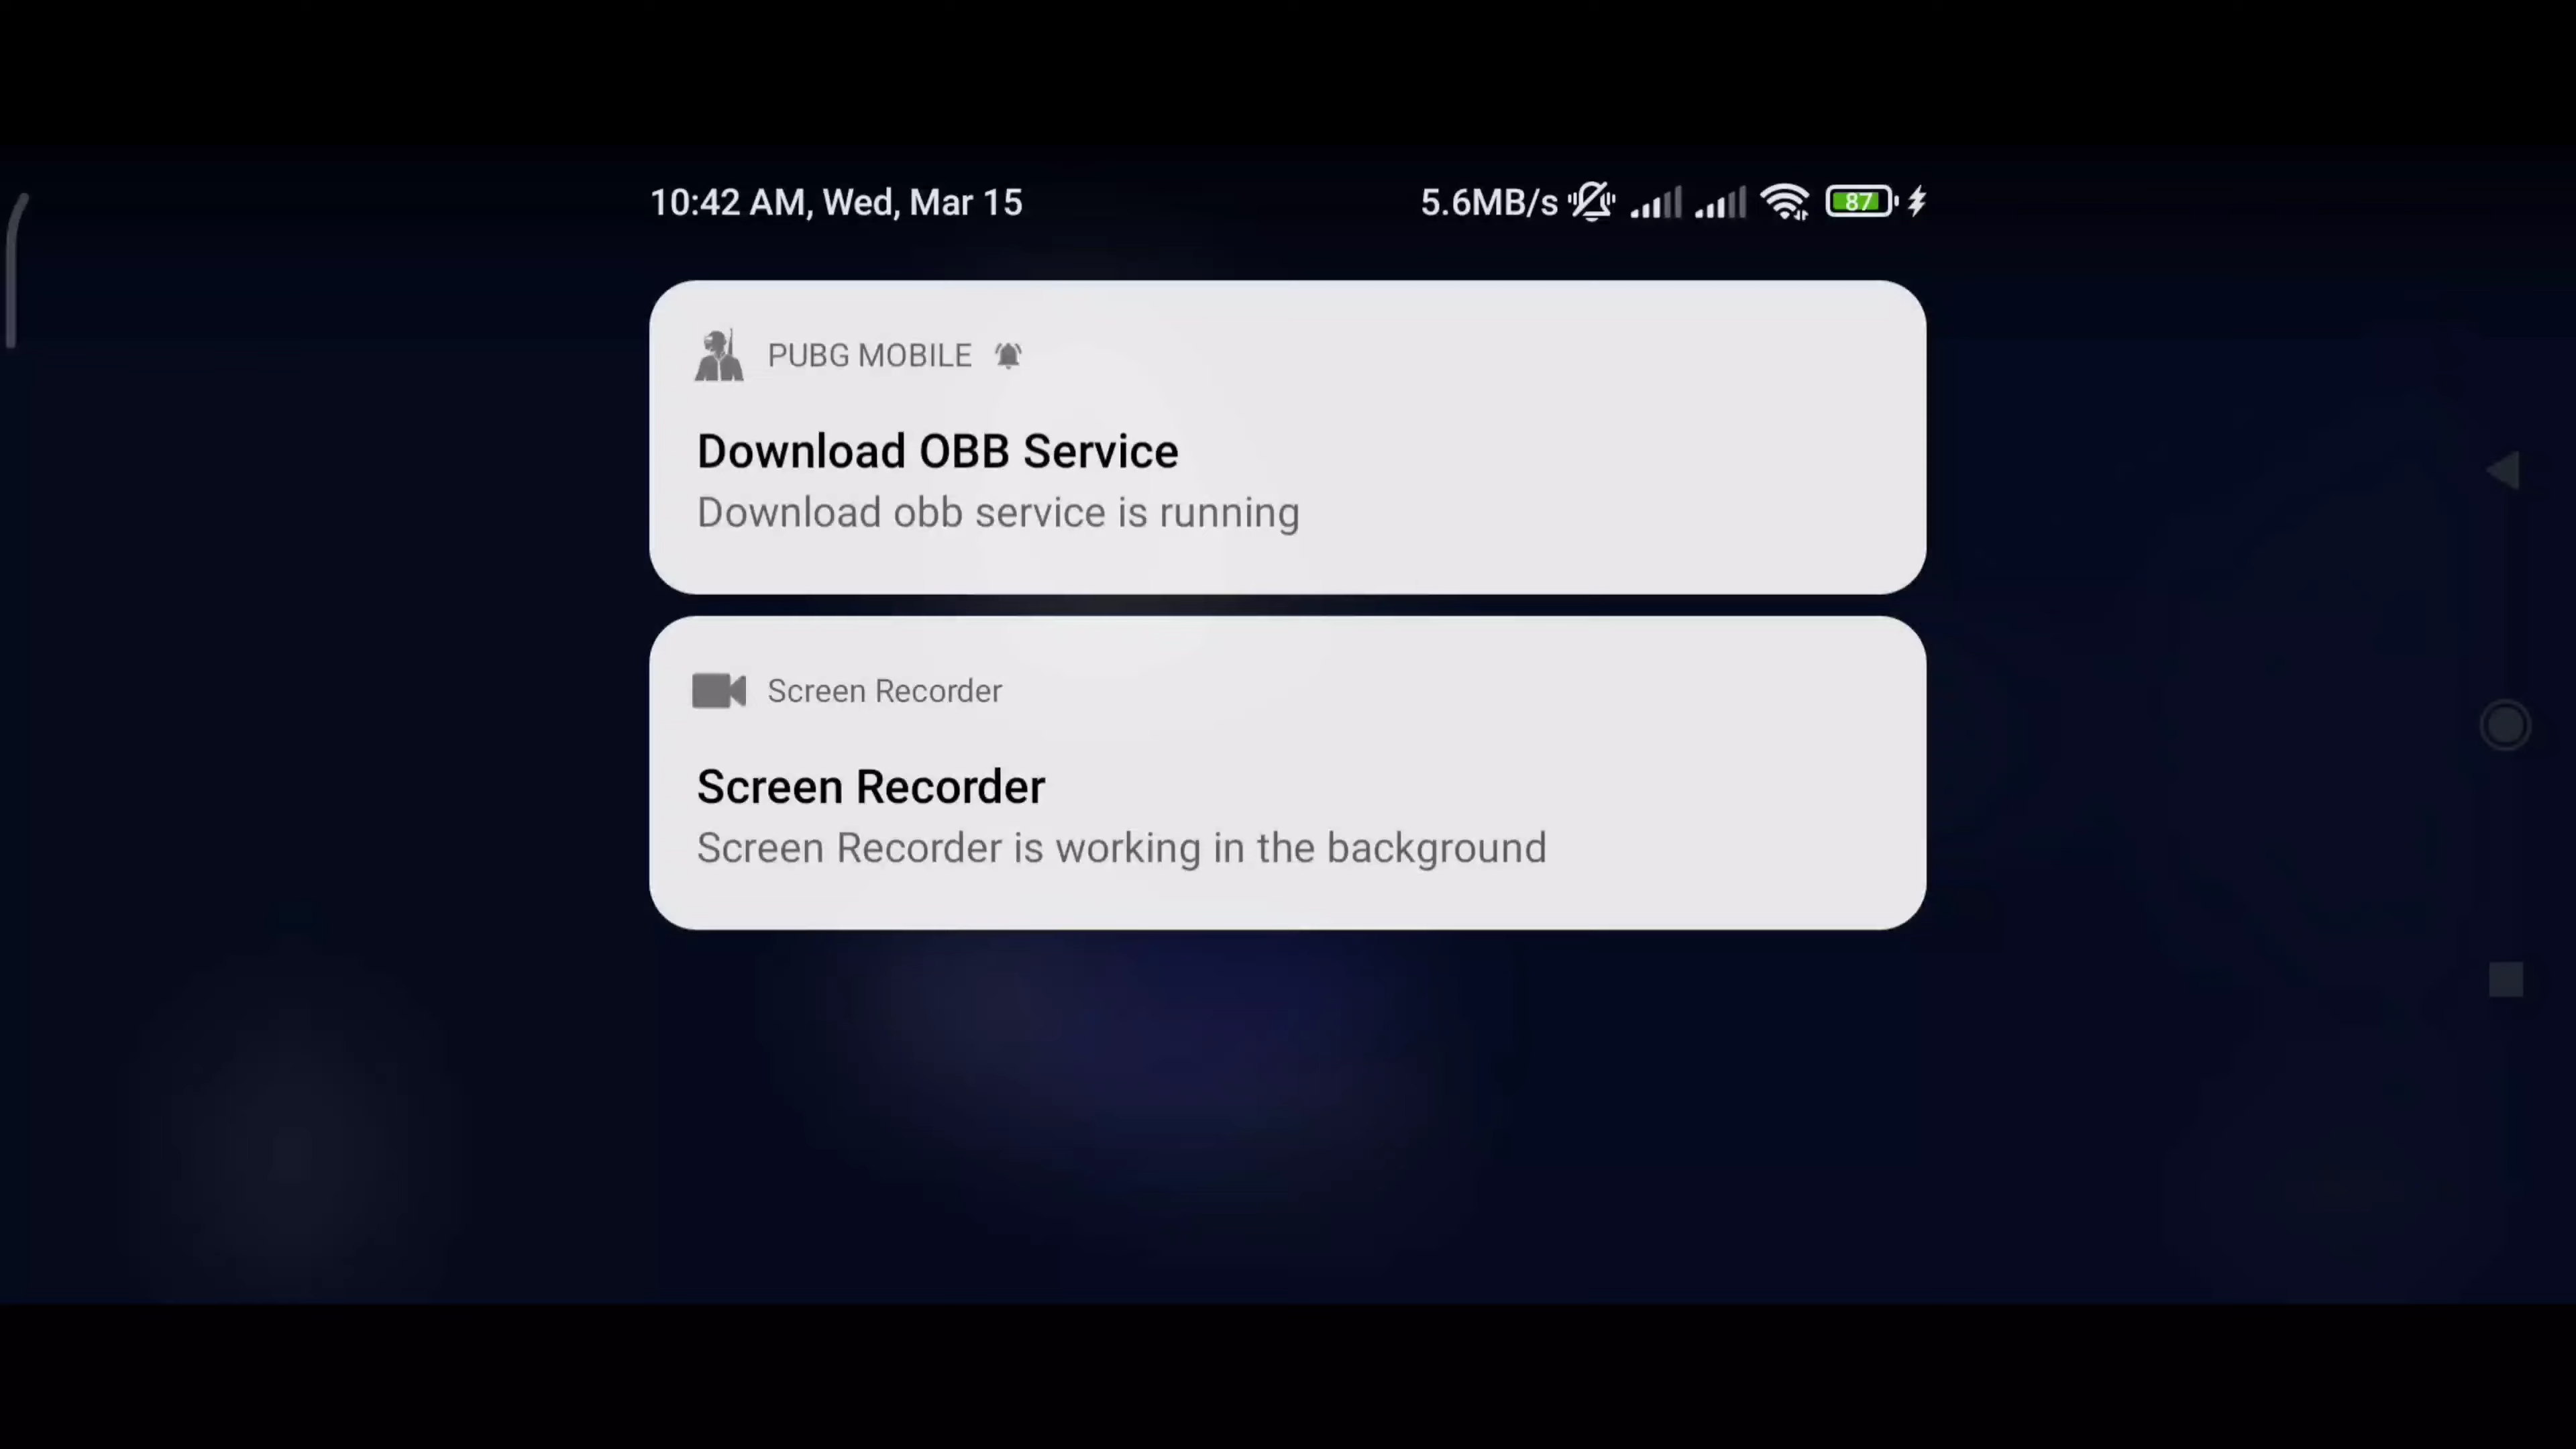 10:42 AM, Wed, Mar 15
5.6MB/s 87
PUBG MOBILE
Download OBB Service
Download obb service is running
Screen Recorder
Screen Recorder
Screen Recorder is working in the background